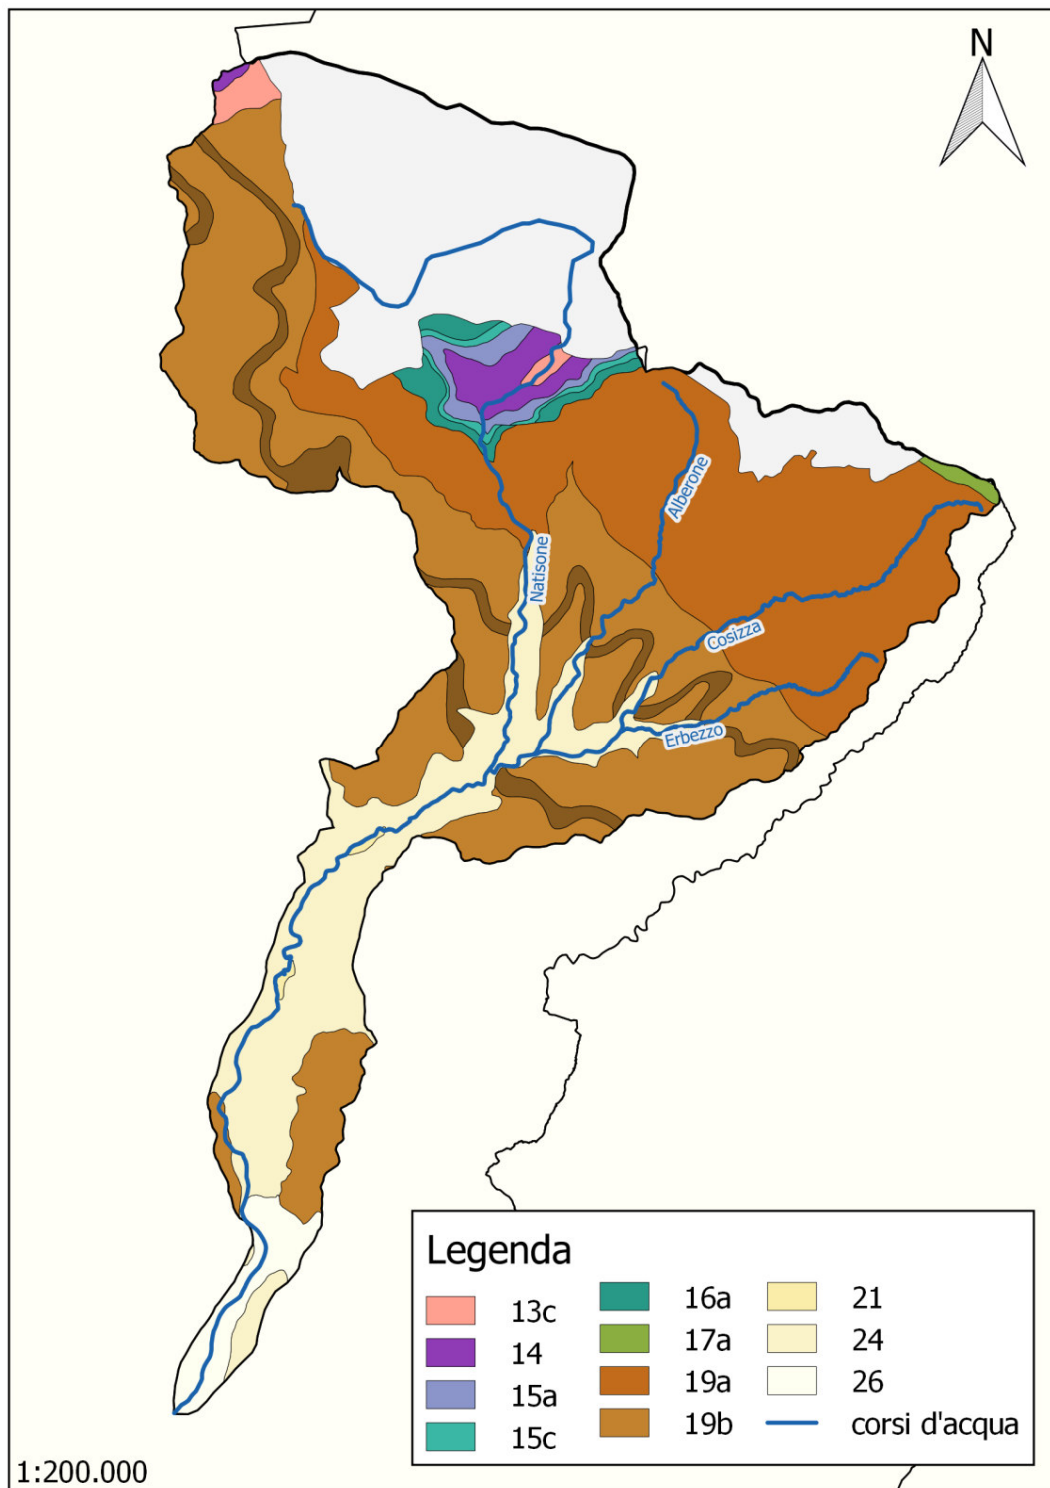 N
Alberone
Natisone
Cosizza
Erbezzo
Legenda
13c
14
15a
15c
16a
17a
19a
19b
21
24
26
corsi d'acqua
1:200.000